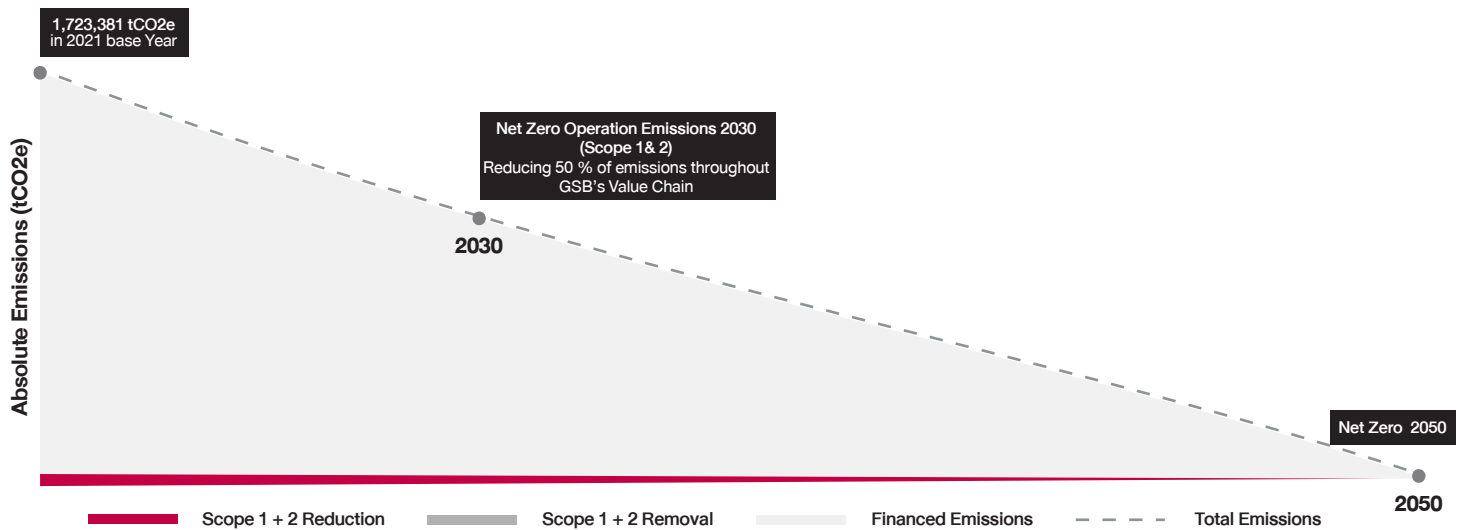 1,723,381 tCO2e
in 2021 base Year
Net Zero Operation Emissions 2030
(Scope 1& 2)
Reducing 50 % of emissions throughout
GSB's Value Chain
2030
Absolute Emissions (tCO2e)
Net Zero 2050
2050
Scope 1 + 2 Reduction
Scope 1 + 2 Removal
Financed Emissions
Total Emissions